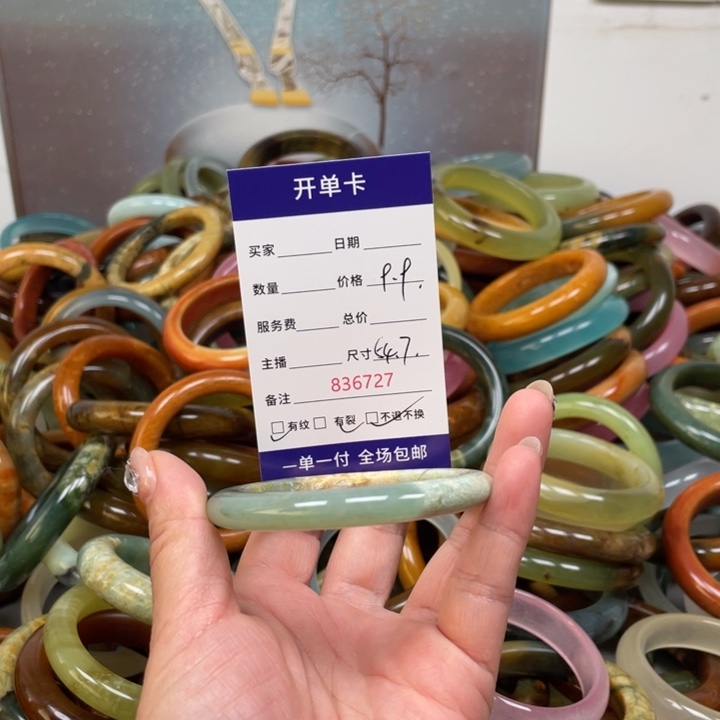 开单卡
买家 日期
数量 价格 9.9.
服务费 总价
主播 尺寸 54.7.
836727
备注
有纹 有裂 不退不换
一单一付 全场包邮